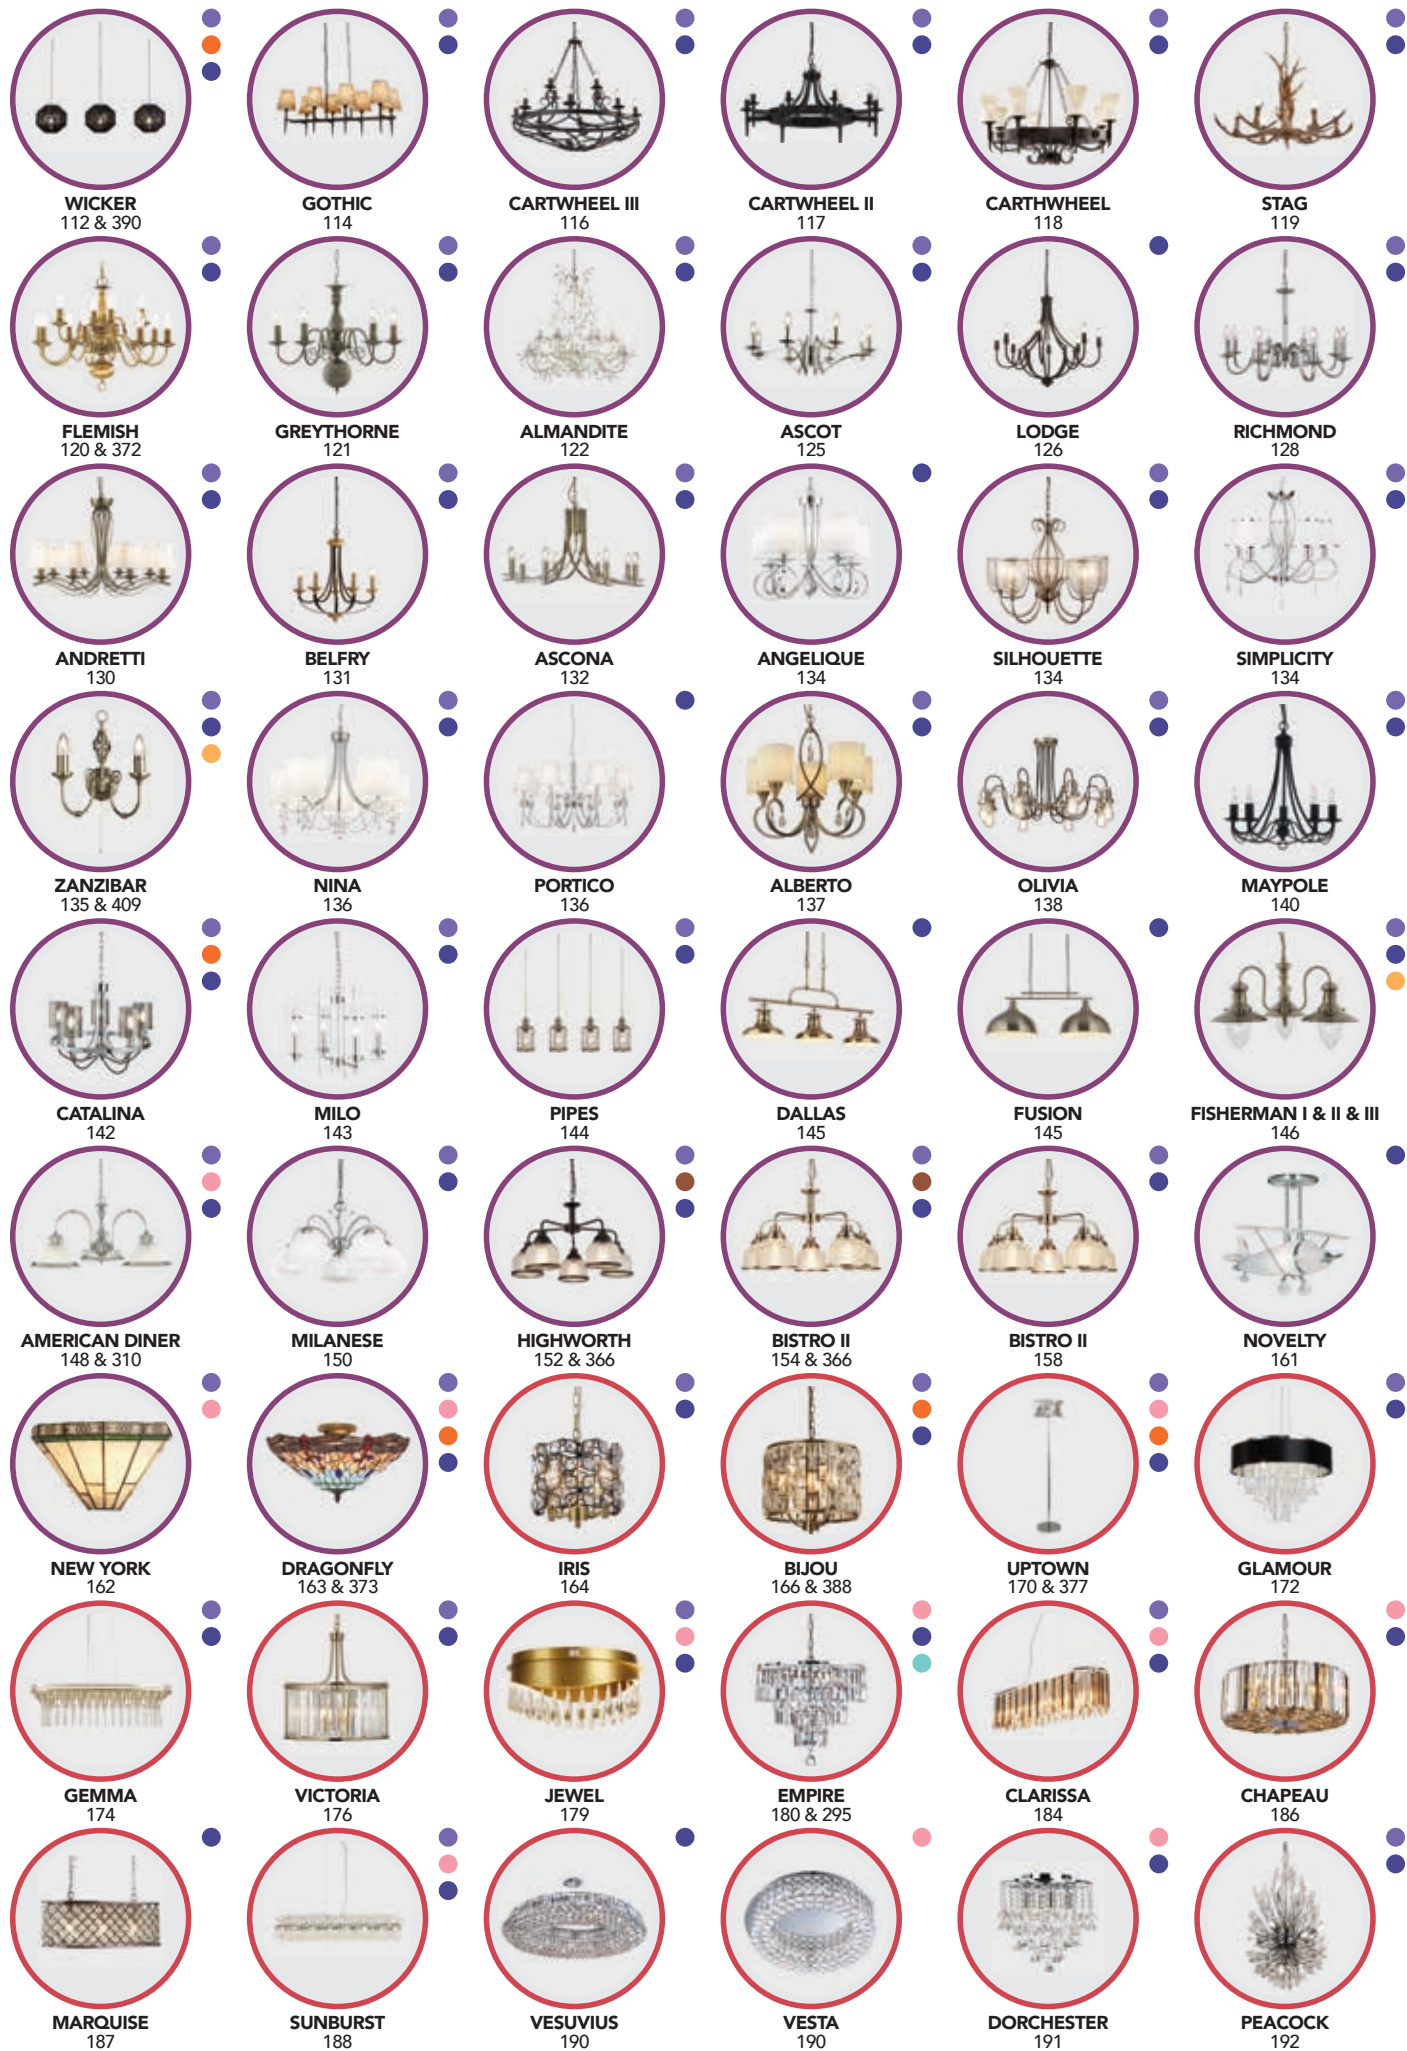 WICKER
112 & 390
GOTHIC
114
CARTWHEEL III
116
CARTWHEEL II
117
CARTHWHEEL
118
STAG
119
FLEMISH
120 & 372
GREYTHORNE
121
ALMANDITE
122
ASCOT
125
LODGE
126
RICHMOND
128
ANDRETTI
130
BELFRY
131
ASCONA
132
ANGELIQUE
134
SILHOUETTE
134
SIMPLICITY
134
ZANZIBAR
135 & 409
NINA
136
PORTICO
136
ALBERTO
137
OLIVIA
138
MAYPOLE
140
CATALINA
142
MILO
143
PIPES
144
DALLAS
145
FUSION
145
FISHERMAN I & II & III
146
AMERICAN DINER
148 & 310
MILANESE
150
HIGHWORTH
152 & 366
BISTRO II
154 & 366
BISTRO II
158
NOVELTY
161
NEW YORK
162
DRAGONFLY
163 & 373
IRIS
164
BIJOU
166 & 388
UPTOWN
170 & 377
GLAMOUR
172
GEMMA
174
VICTORIA
176
JEWEL
179
EMPIRE
180 & 295
CLARISSA
184
CHAPEAU
186
MARQUISE
187
SUNBURST
188
VESUVIUS
190
VESTA
190
DORCHESTER
191
PEACOCK
192